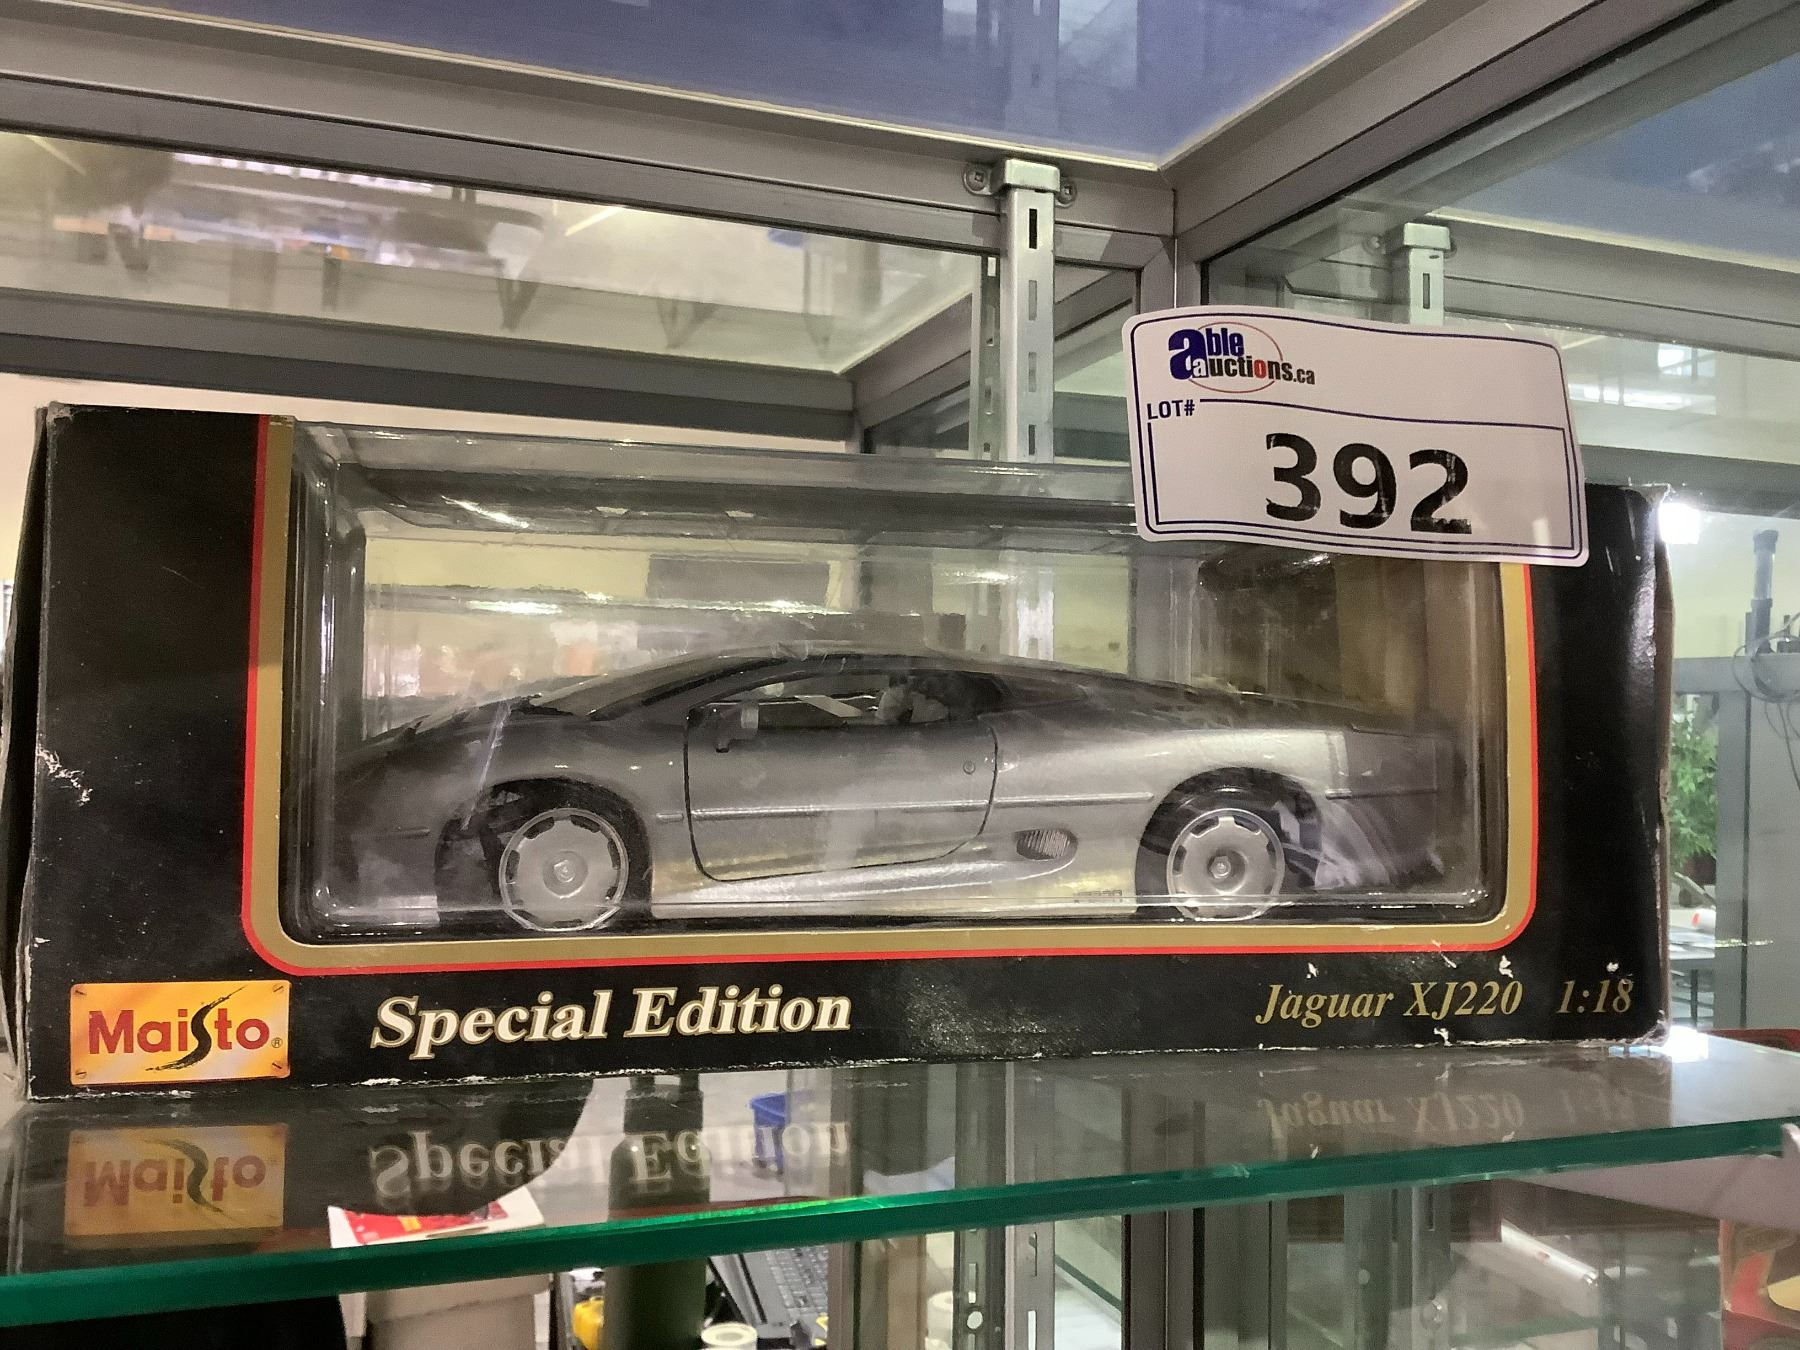 able
auctions.ca
LOT#
392
Maisto®
Special Edition
Jaguar XJ220 1:18